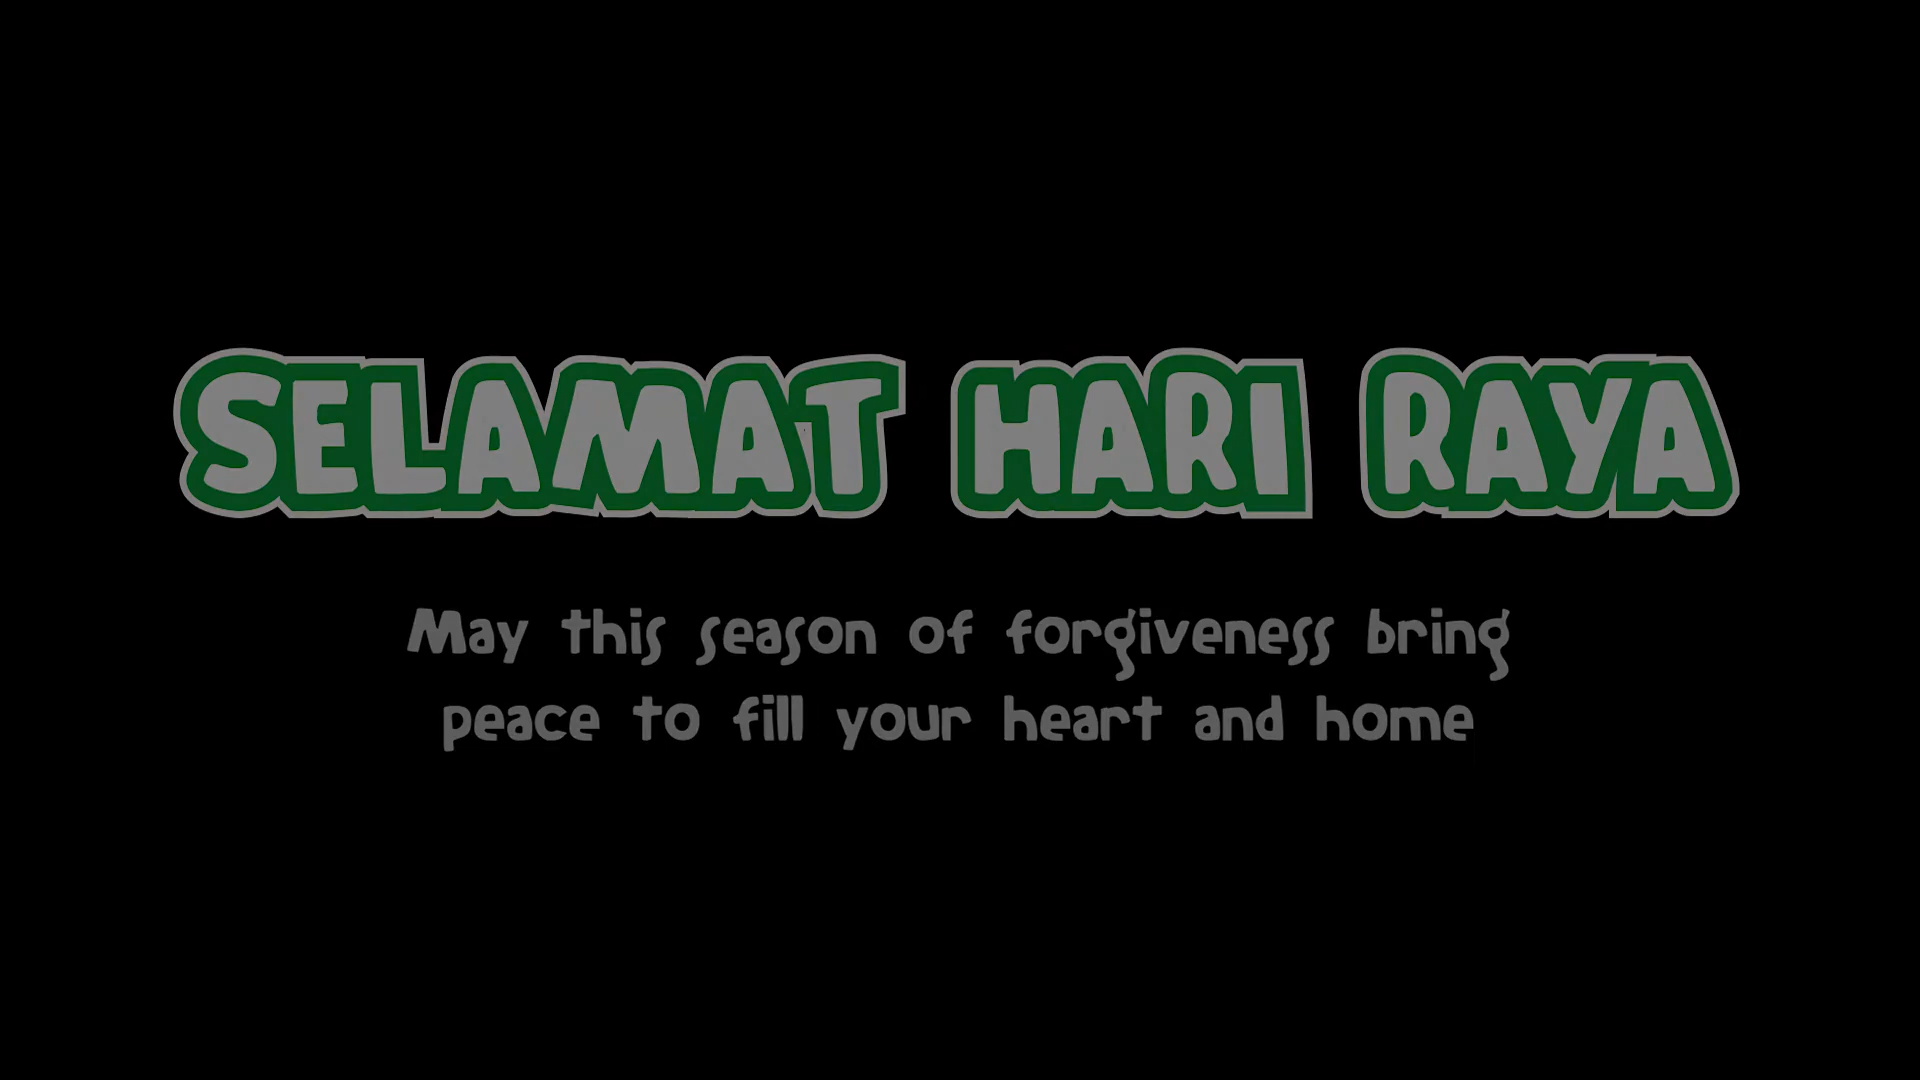 SELAMAT HARI RAYA
May this season of forgiveness bring
peace to fill your heart and home